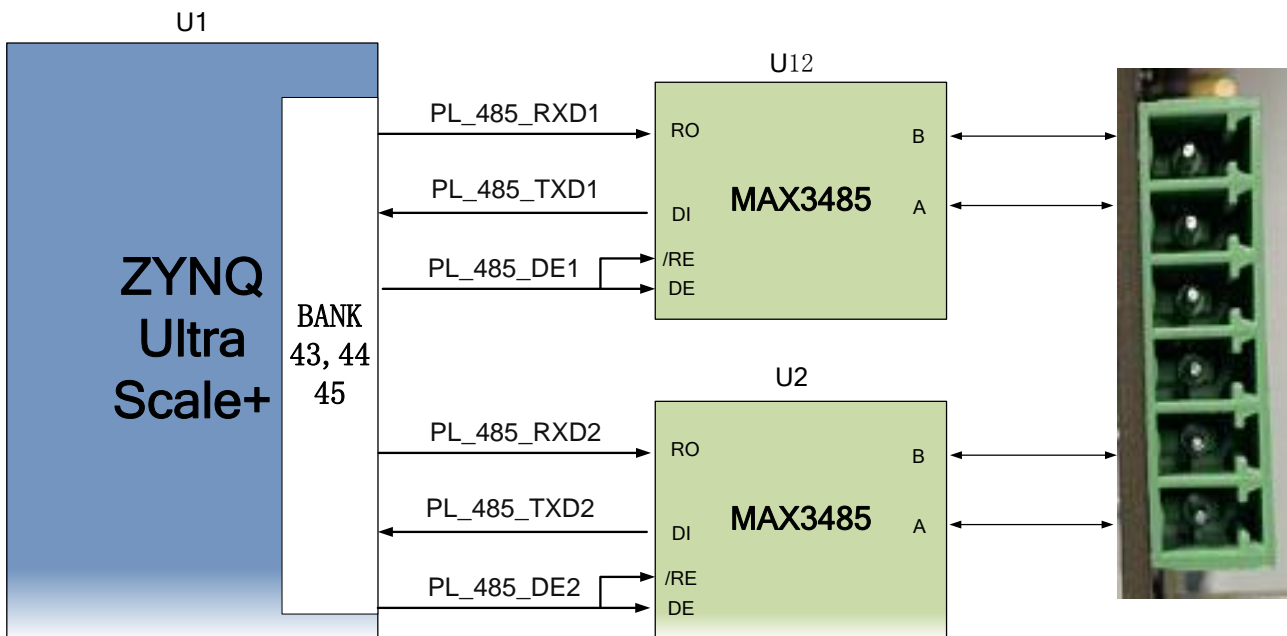 U1
U12
PL_485_RXD1
RO
B
PL_485_TXD1
MAX3485
A
DI
PL_485_DE1
/RE
DE
ZYNQ
Ultra
Scale+
BANK
43, 44
45
U2
PL_485_RXD2
RO
B
PL_485_TXD2
MAX3485
A
DI
PL_485_DE2
/RE
DE